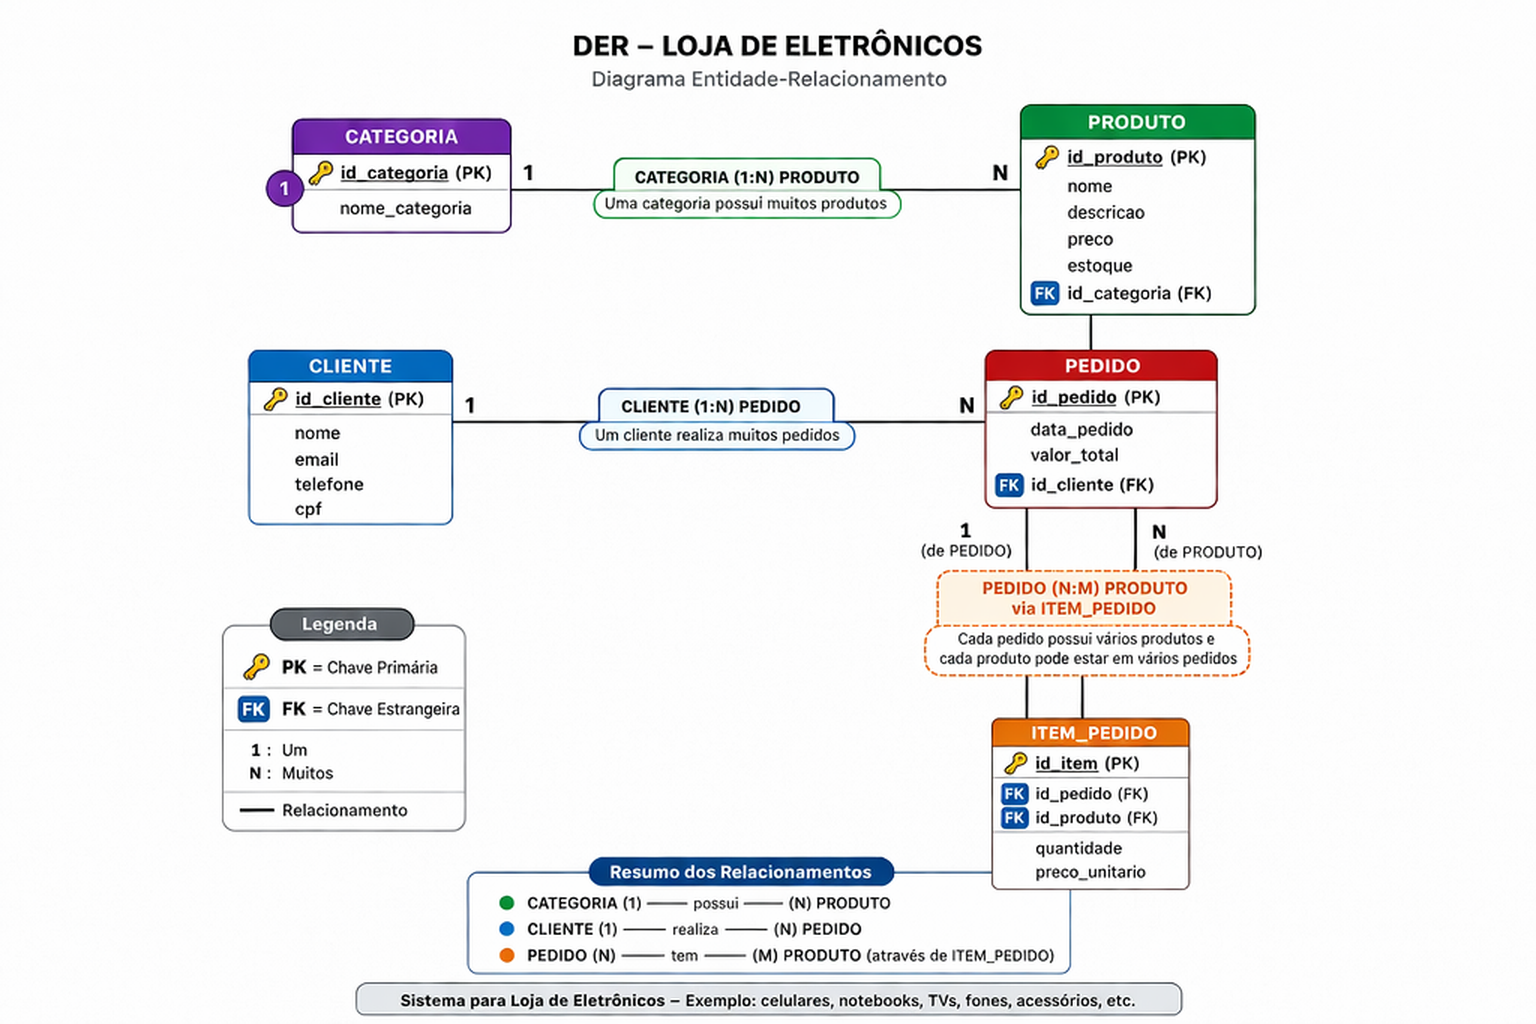 DER – LOJA DE ELETRÔNICOS
Diagrama Entidade-Relacionamento
CATEGORIA
1
id_categoria (PK)
nome_categoria
1
CATEGORIA (1:N) PRODUTO
Uma categoria possui muitos produtos
N
PRODUTO
id_produto (PK)
nome
descricao
preco
estoque
FK id_categoria (FK)
CLIENTE
id_cliente (PK)
nome
email
telefone
cpf
1
CLIENTE (1:N) PEDIDO
Um cliente realiza muitos pedidos
N
PEDIDO
id_pedido (PK)
data_pedido
valor_total
FK id_cliente (FK)
1
(de PEDIDO)
N
(de PRODUTO)
PEDIDO (N:M) PRODUTO
via ITEM_PEDIDO
Cada pedido possui vários produtos e
cada produto pode estar em vários pedidos
ITEM_PEDIDO
id_item (PK)
FK id_pedido (FK)
FK id_produto (FK)
quantidade
preco_unitario
Legenda
PK = Chave Primária
FK FK = Chave Estrangeira
1 : Um
N : Muitos
Relacionamento
Resumo dos Relacionamentos
CATEGORIA (1) —— possui —— (N) PRODUTO
CLIENTE (1) —— realiza —— (N) PEDIDO
PEDIDO (N) —— tem —— (M) PRODUTO (através de ITEM_PEDIDO)
Sistema para Loja de Eletrônicos – Exemplo: celulares, notebooks, TVs, fones, acessórios, etc.